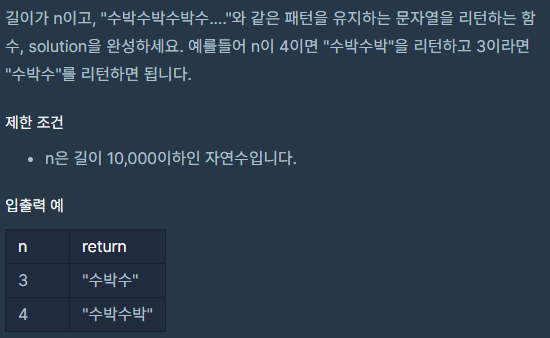 길이가 n이고, "수박수박수박수...."와 같은 패턴을 유지하는 문자열을 리턴하는 함
수, solution을 완성하세요. 예를들어 n이 4이면 "수박수박"을 리턴하고 3이라면
"수박수"를 리턴하면 됩니다.
제한 조건
• n은 길이 10,000이하인 자연수입니다.
입출력 예
n return
3 "수박수"
4 "수박수박"